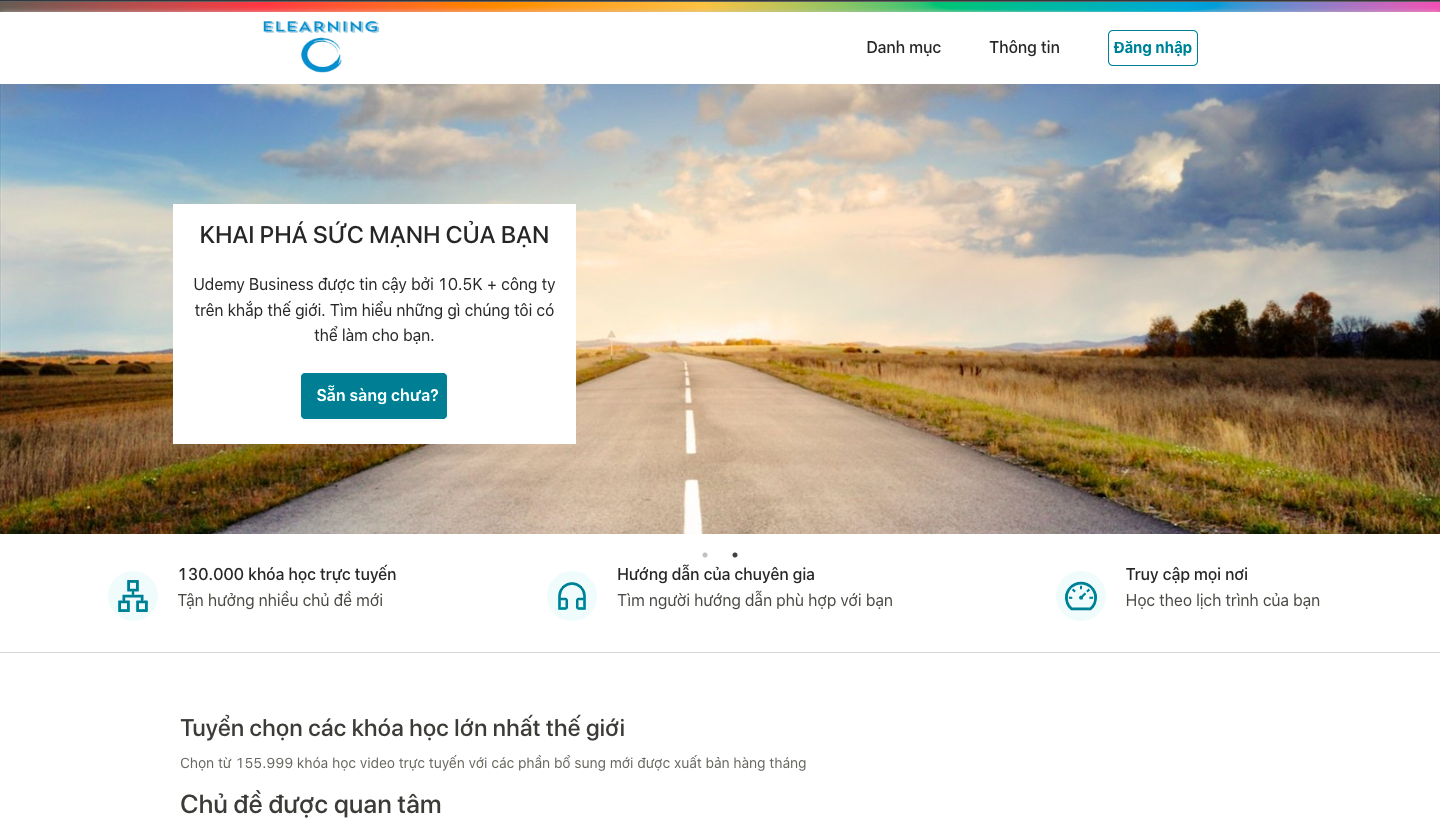 ELEARNING
Danh mục
Thông tin
Đăng nhập
KHAI PHÁ SỨC MẠNH CỦA BẠN
Udemy Business được tin cậy bởi 10.5K + công ty
trên khắp thế giới. Tìm hiểu những gì chúng tôi có
thể làm cho bạn.
Sẵn sàng chưa?
130.000 khóa học trực tuyến
Tận hưởng nhiều chủ đề mới
Hướng dẫn của chuyên gia
Tìm người hướng dẫn phù hợp với bạn
Truy cập mọi nơi
Học theo lịch trình của bạn
Tuyển chọn các khóa học lớn nhất thế giới
Chọn từ 155.999 khóa học video trực tuyến với các phần bổ sung mới được xuất bản hàng tháng
Chủ đề được quan tâm